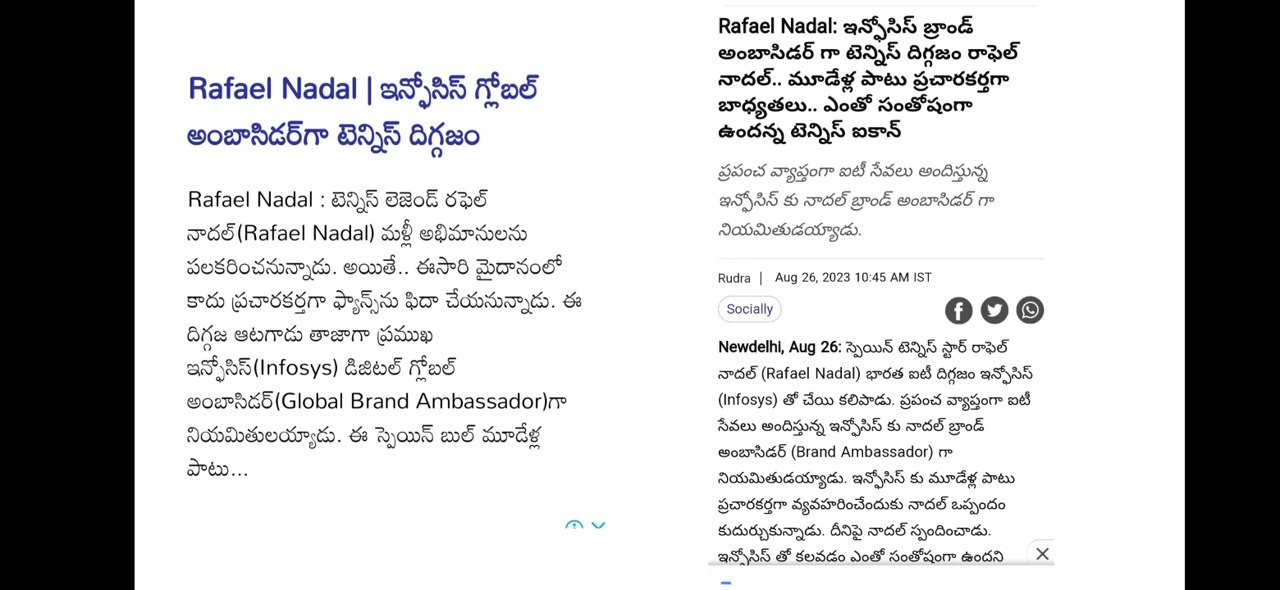 Rafael Nadal | ఇన్ఫోసిస్ గ్లోబల్
అంబాసిడర్‌గా టెన్నిస్ దిగ్గజం
Rafael Nadal : టెన్నిస్ లెజెండ్ రఫెల్
నాదల్(Rafael Nadal) మళ్లీ అభిమానులను
పలకరించనున్నాడు. అయితే.. ఈసారి మైదానంలో
కాదు ప్రచారకర్తగా ఫ్యాన్స్‌ను ఫిదా చేయనున్నాడు. ఈ
దిగ్గజ ఆటగాడు తాజాగా ప్రముఖ
ఇన్ఫోసిస్(Infosys) డిజిటల్ గ్లోబల్
అంబాసిడర్(Global Brand Ambassador)గా
నియమితులయ్యాడు. ఈ స్పెయిన్ బుల్ మూడేళ్ల
పాటు...
Rafael Nadal: ఇన్ఫోసిస్ బ్రాండ్
అంబాసిడర్ గా టెన్నిస్ దిగ్గజం రాఫెల్
నాదల్.. మూడేళ్ల పాటు ప్రచారకర్తగా
బాధ్యతలు.. ఎంతో సంతోషంగా
ఉందన్న టెన్నిస్ ఐకాన్
ప్రపంచ వ్యాప్తంగా ఐటీ సేవలు అందిస్తున్న
ఇన్ఫోసిస్ కు నాదల్ బ్రాండ్ అంబాసిడర్ గా
నియమితుడయ్యాడు.
Rudra | Aug 26, 2023 10:45 AM IST
Socially
Newdelhi, Aug 26: స్పెయిన్ టెన్నిస్ స్టార్ రాఫెల్
నాదల్ (Rafael Nadal) భారత ఐటీ దిగ్గజం ఇన్ఫోసిస్
(Infosys) తో చేయి కలిపాడు. ప్రపంచ వ్యాప్తంగా ఐటీ
సేవలు అందిస్తున్న ఇన్ఫోసిస్ కు నాదల్ బ్రాండ్
అంబాసిడర్ (Brand Ambassador) గా
నియమితుడయ్యాడు. ఇన్ఫోసిస్ కు మూడేళ్ల పాటు
ప్రచారకర్తగా వ్యవహరించేందుకు నాదల్ ఒప్పందం
కుదుర్చుకున్నాడు. దీనిపై నాదల్ స్పందించాడు.
ఇన్ఫోసిస్ తో కలవడం ఎంతో సంతోషంగా ఉందని